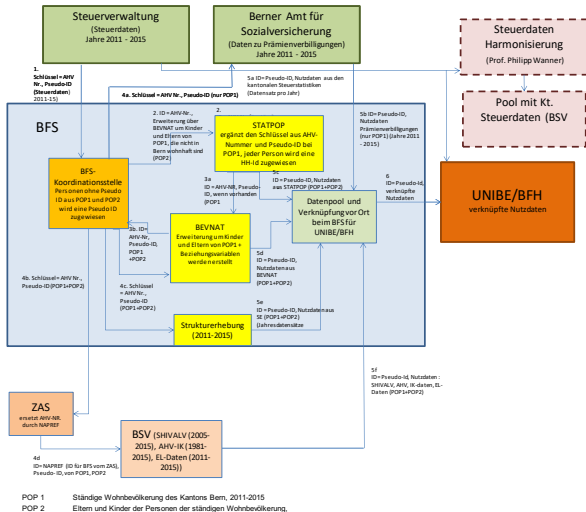 Steuerverwaltung
(Steuerdaten)
Jahre 2011 - 2015
Berner Amt für
Sozialversicherung
(Daten zu Prämienverbilligungen)
Jahre 2011 - 2015
Steuerdaten
Harmonisierung
(Prof. Philipp Wanner)
Pool mit Kt.
Steuerdaten (BSV
1.
Schlüssel = AHV
Nr., Pseudo-ID
(Steuerdaten)
2011-15)
4a. Schlüssel = AHV Nr., Pseudo-ID (nur POP1)
5a ID= Pseudo-ID, Nutzdaten aus den
kantonalen Steuerstatistiken
(Datensatz pro Jahr)
BFS
2. ID = AHV-Nr.,
Erweiterung über
BEVNAT um Kinder
und Eltern von
POP1, die nicht in
Bern wohnhaft sind
(POP2)
2.
STATPOP
ergänzt den Schlüssel aus AHV-
Nummer und Pseudo-ID bei
POP1, jeder Person wird eine
HH-Id zugewiesen
5b ID=Pseudo-ID,
Nutzdaten
Prämienverbilligungen
(nur POP1) (Jahre 2011
- 2015)
BFS-
Koordinationsstelle
Personen ohne Pseudo
ID aus POP1 und POP2
wird eine Pseudo ID
zugewiesen
3a
ID = AHV-NR, Pseudo-
ID, wenn vorhanden
(POP1
5c
ID = Pseudo-ID, Nutzdaten
aus STATPOP (POP1+POP2)
6
ID=Pseudo-Id,
verknüpfte
Nutzdaten
UNIBE/BFH
verknüpfte Nutzdaten
3b. ID=
AHV-Nr,
Pseudo-ID,
POP1
+POP2
BEVNAT
Erweiterung um Kinder
und Eltern von POP1 +
Beziehungsvariablen
werden erstellt
Datenpool und
Verknüpfung vor Ort
beim BFS für
UNIBE/BFH
5d
ID = Pseudo-Id,
Nutzdaten aus
BEVNAT
(POP1+POP2)
4b. Schlüssel = AHV Nr.,
Pseudo-ID (POP1+POP2)
4c. Schlüssel
= AHV Nr.,
Pseudo-ID
(POP1+POP2)
5e
ID = Pseudo-ID, Nutzdaten aus
SE (POP1+POP2)
(Jahresdatensätze)
Strukturerhebung
(2011-2015)
5f
ID=Pseudo-Id, Nutzdaten :
SHIVALV, AHV, IK-daten, EL-
Daten (POP1+POP2)
ZAS
ersetzt AHV-NR.
durch NAPREF
BSV (SHIVALV (2005-
2015), AHV-IK (1981-
2015), EL-Daten (2011-
2015))
4d
ID= NAPREF (ID für BFS vom ZAS),
Pseudo- ID, von POP1, POP2
POP 1 Ständige Wohnbevölkerung des Kantons Bern, 2011-2015
POP 2 Eltern und Kinder der Personen der ständigen Wohnbevölkerung,